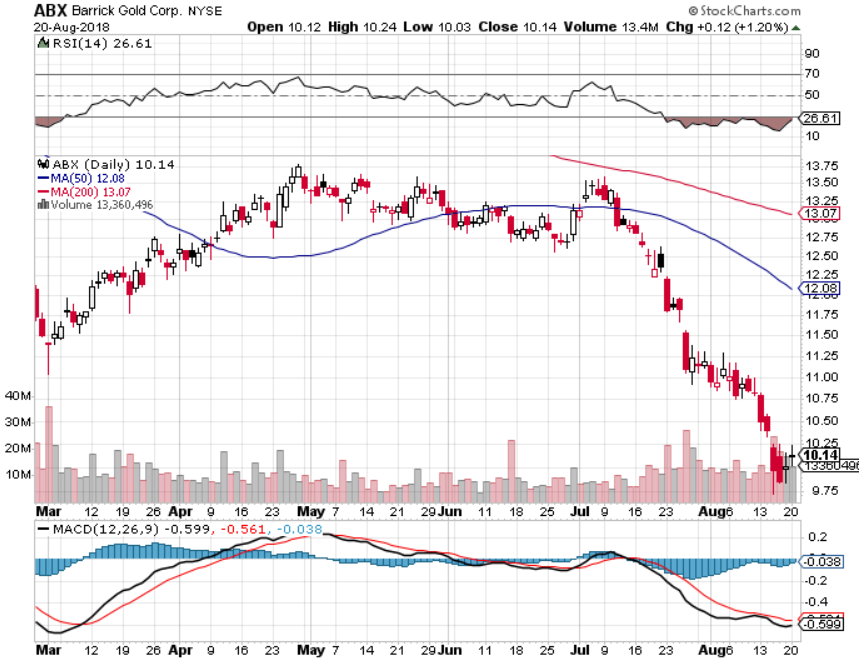 ABX Barrick Gold Corp. NYSE © StockCharts.com
20-Aug-2018 Open 10.12 High 10.24 Low 10.03 Close 10.14 Volume 13.4M Chg +0.12 (+1.20%)
RSI(14) 26.61
90
70
50
26.61
10
ABX (Daily) 10.14
MA(50) 12.08
MA(200) 13.07
Volume 13,360,496
13.75
13.50
13.25
13.07
12.75
12.50
12.25
12.08
11.75
11.50
11.25
11.00
10.75
10.50
10.25
10.14
13360496
9.75
40M
30M
20M
10M
Mar 12 19 26 Apr 9 16 23 May 7 14 21 29 Jun 11 18 25 Jul 9 16 23 Aug 6 13 20
MACD(12,26,9) -0.599, -0.561, -0.038
0.2
-0.038
-0.2
-0.4
-0.599
Mar 12 19 26 Apr 9 16 23 May 7 14 21 29 Jun 11 18 25 Jul 9 16 23 Aug 6 13 20